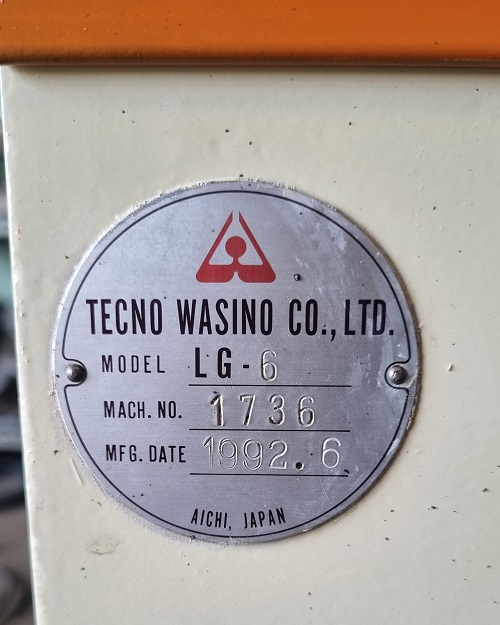 TECNO WASINO CO.,LTD.
MODEL LG-6
MACH. NO. 1736
MFG. DATE 1992.6
AICHI, JAPAN